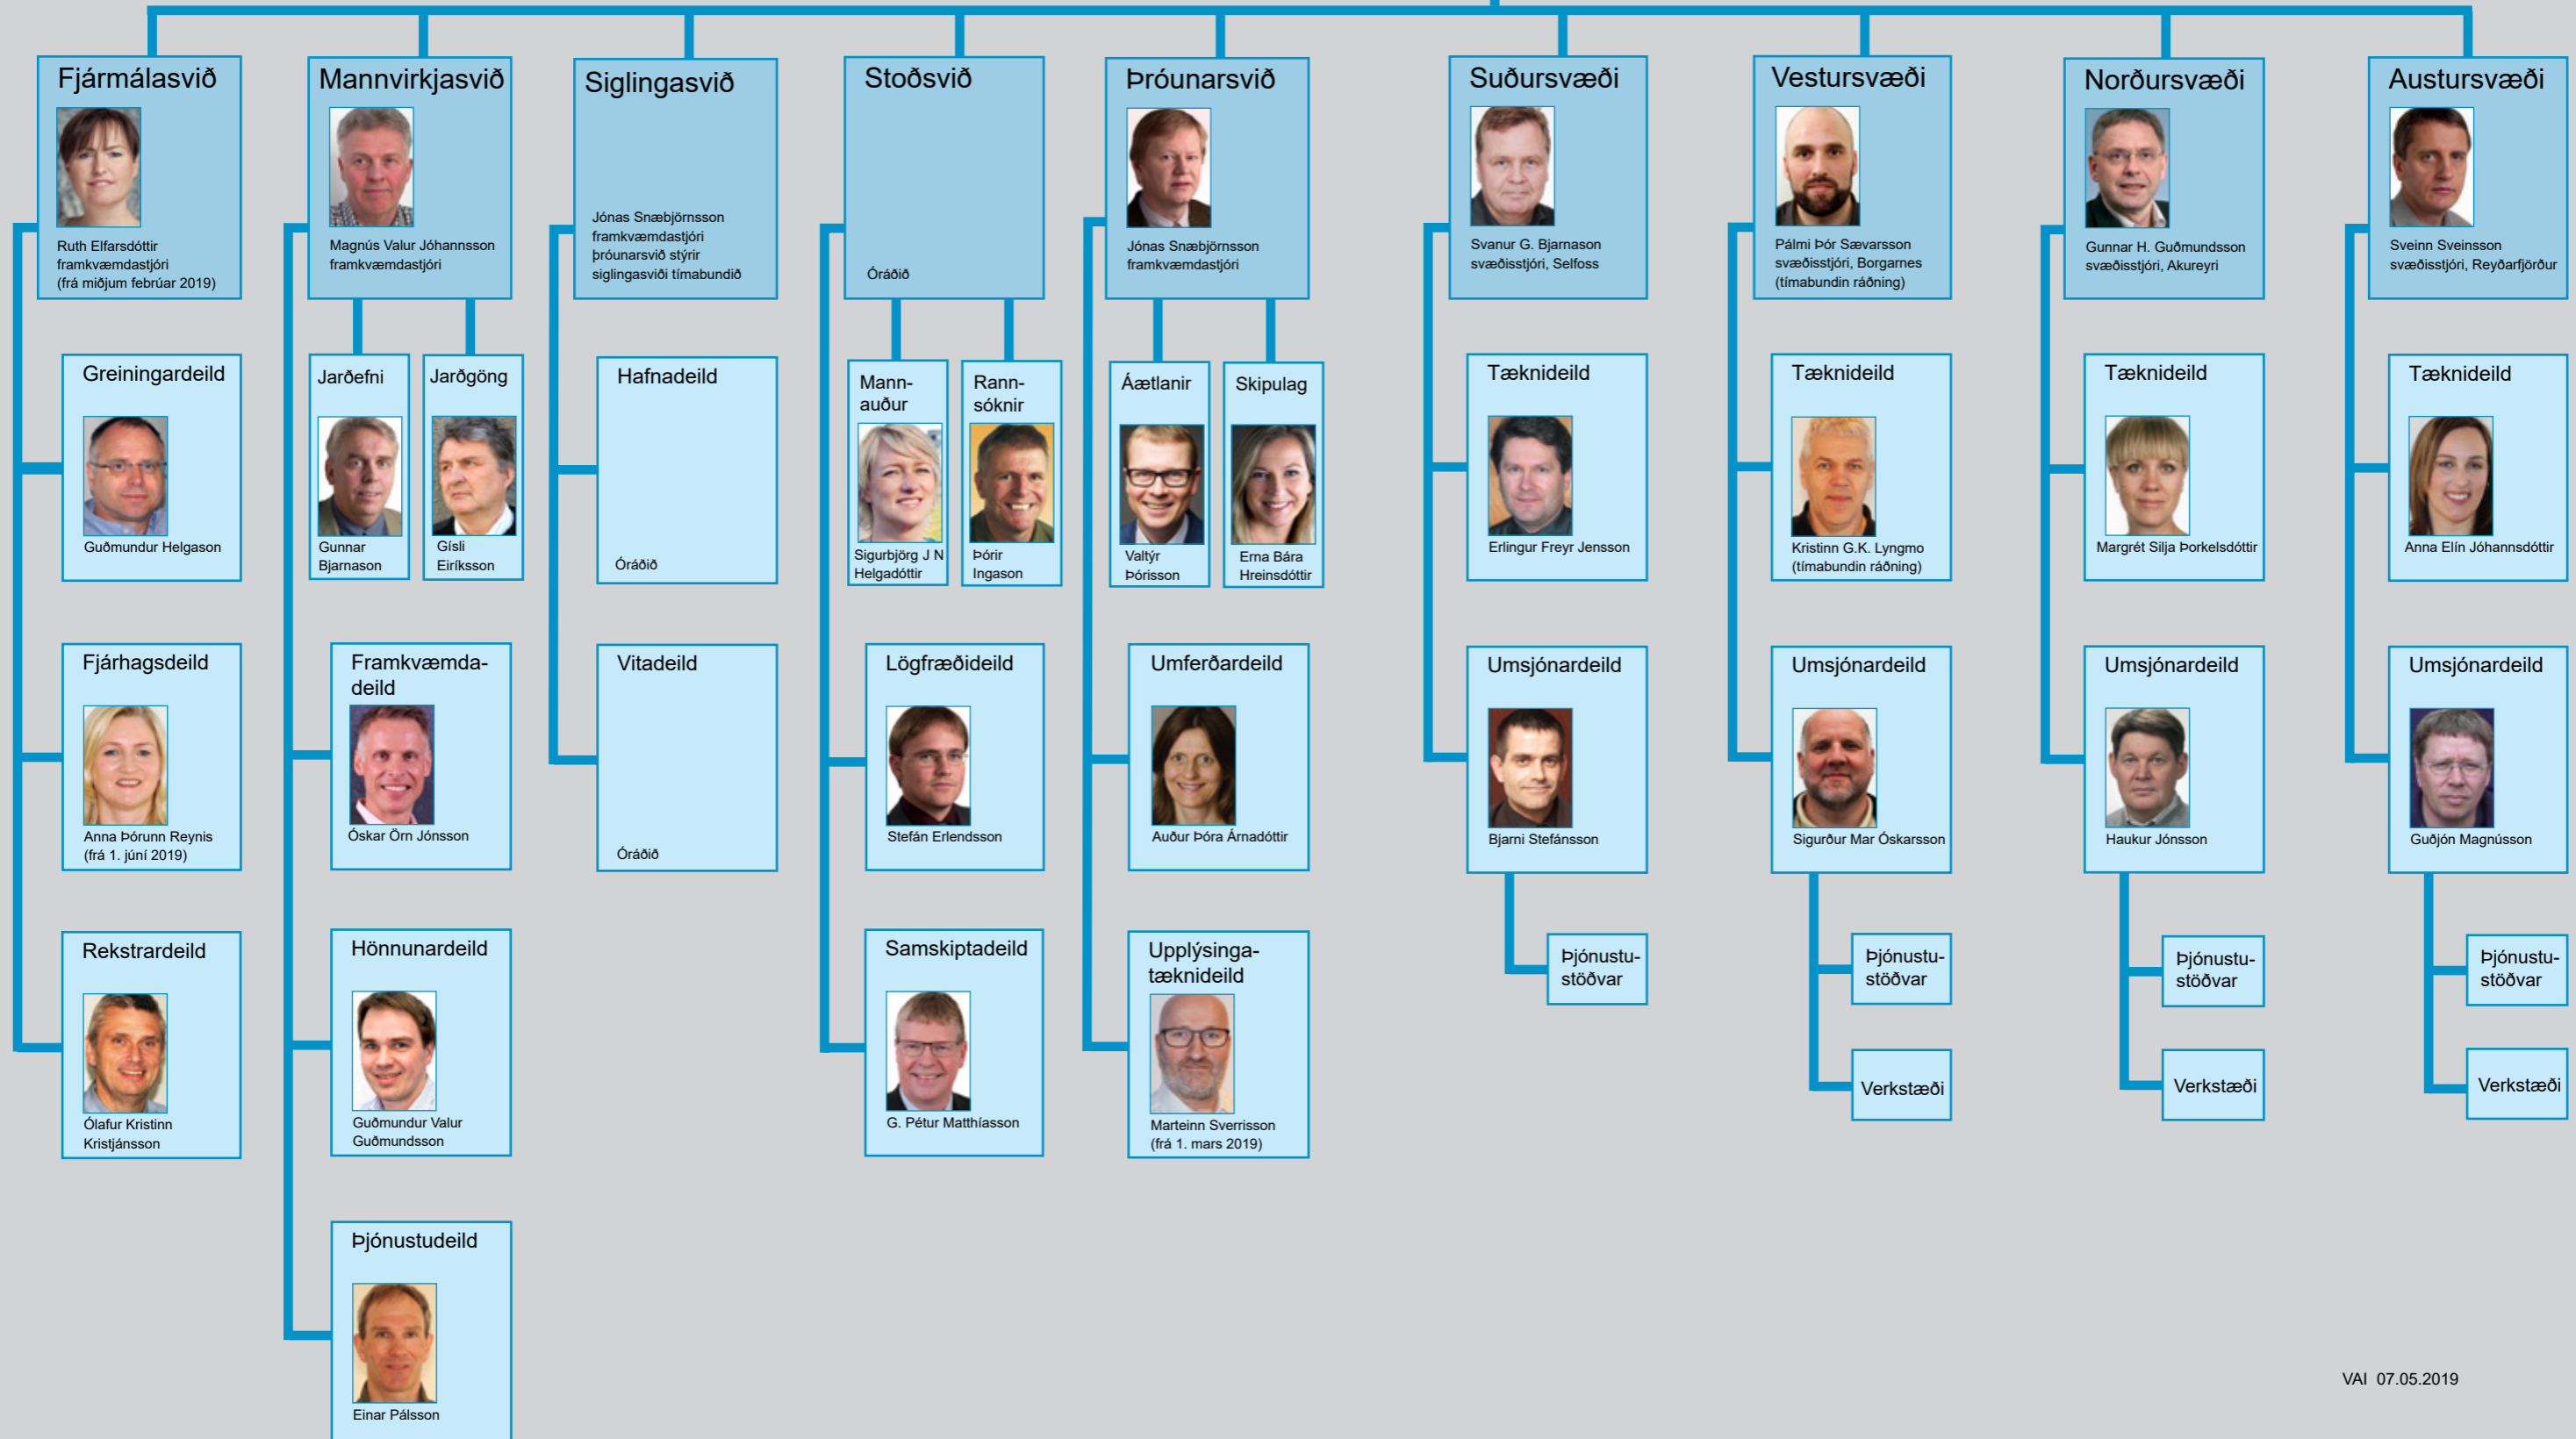 Fjármálasvið
Ruth Elfarsdóttir
framkvæmdastjóri
(frá miðjum febrúar 2019)
Greiningardeild
Guðmundur Helgason
Fjárhagsdeild
Anna Þórunn Reynis
(frá 1. júní 2019)
Rekstrardeild
Ólafur Kristinn
Kristjánsson
Mannvirkjasvið
Magnús Valur Jóhannsson
framkvæmdastjóri
Jarðefni
Gunnar
Bjarnason
Jarðgöng
Gísli
Eiríksson
Framkvæmda-
deild
Óskar Örn Jónsson
Hönnunardeild
Guðmundur Valur
Guðmundsson
Þjónustudeild
Einar Pálsson
Siglingasvið
Jónas Snæbjörnsson
framkvæmdastjóri
þróunarsvið stýrir
siglingasviði tímabundið
Hafnadeild
Óráðið
Vitadeild
Óráðið
Stoðsvið
Óráðið
Mann-
auður
Sigurbjörg J N
Helgadóttir
Rann-
sóknir
Þórir
Ingason
Lögfræðideild
Stefán Erlendsson
Samskiptadeild
G. Pétur Matthíasson
Þróunarsvið
Jónas Snæbjörnsson
framkvæmdastjóri
Áætlanir
Valtýr
Þórisson
Skipulag
Erna Bára
Hreinsdóttir
Umferðardeild
Auður Þóra Árnadóttir
Upplýsinga-
tæknideild
Marteinn Sverrisson
(frá 1. mars 2019)
Suðursvæði
Svanur G. Bjarnason
svæðisstjóri, Selfoss
Tæknideild
Erlingur Freyr Jensson
Umsjónardeild
Bjarni Stefánsson
Þjónustu-
stöðvar
Vestursvæði
Pálmi Þór Sævarsson
svæðisstjóri, Borgarnes
(tímabundin ráðning)
Tæknideild
Kristinn G.K. Lyngmo
(tímabundin ráðning)
Umsjónardeild
Sigurður Mar Óskarsson
Þjónustu-
stöðvar
Verkstæði
Norðursvæði
Gunnar H. Guðmundsson
svæðisstjóri, Akureyri
Tæknideild
Margrét Silja Þorkelsdóttir
Umsjónardeild
Haukur Jónsson
Þjónustu-
stöðvar
Verkstæði
Austursvæði
Sveinn Sveinsson
svæðisstjóri, Reyðarfjörður
Tæknideild
Anna Elín Jóhannsdóttir
Umsjónardeild
Guðjón Magnússon
Þjónustu-
stöðvar
Verkstæði
VAI 07.05.2019